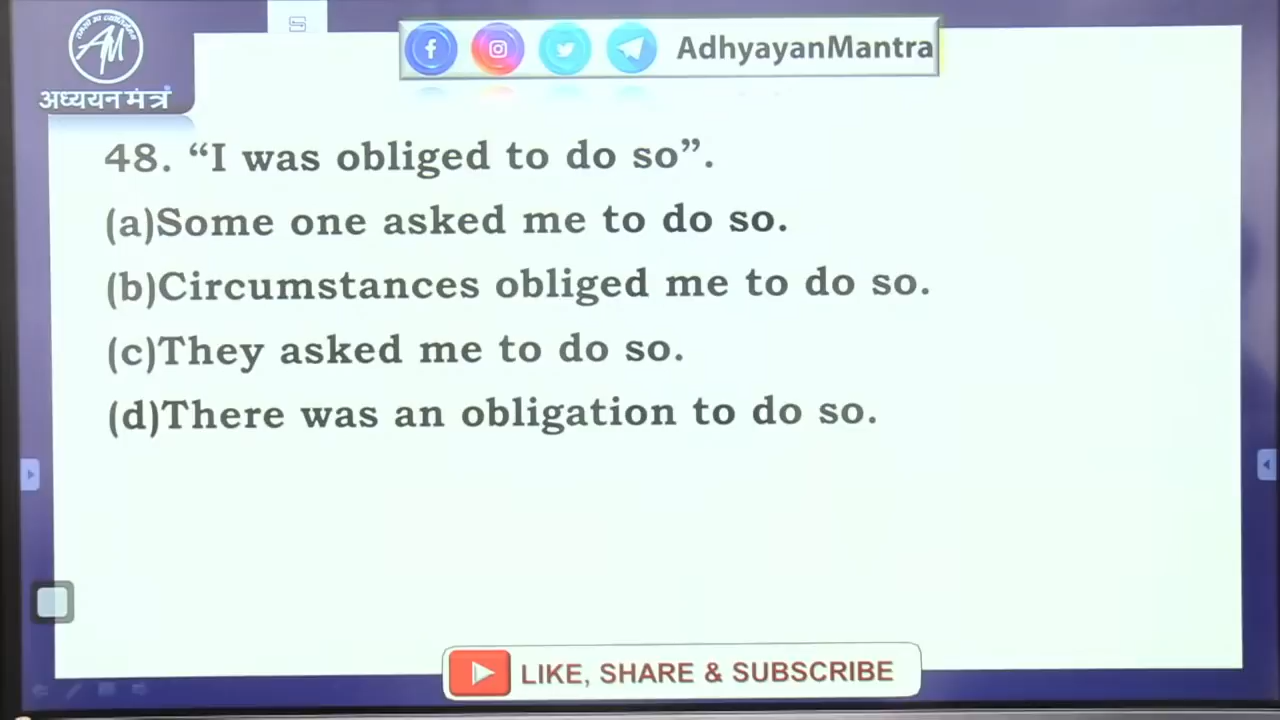 AM
अध्ययन मंत्रं
AdhyayanMantra
48. “I was obliged to do so”.
(a)Some one asked me to do so.
(b)Circumstances obliged me to do so.
(c)They asked me to do so.
(d)There was an obligation to do so.
LIKE, SHARE & SUBSCRIBE